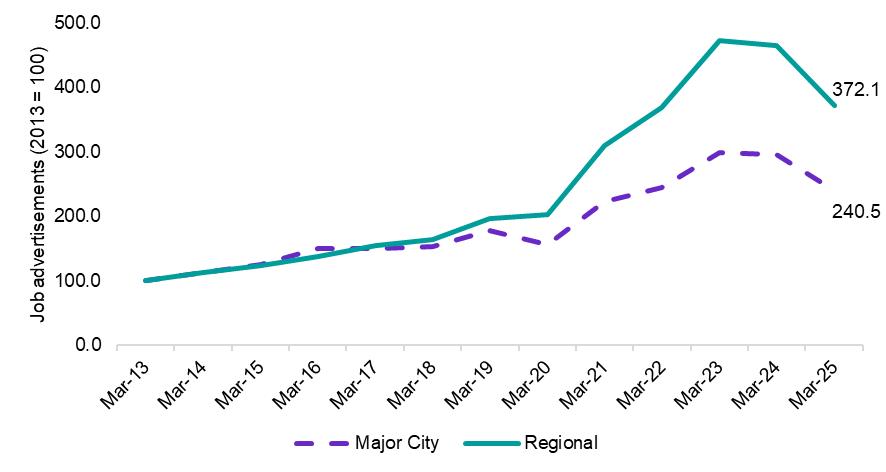 Job advertisements (2013 = 100)
500.0
400.0
300.0
200.0
100.0
0.0
372.1
240.5
Mar-13
Mar-14
Mar-15
Mar-16
Mar-17
Mar-18
Mar-19
Mar-20
Mar-21
Mar-22
Mar-23
Mar-24
Mar-25
Major City
Regional